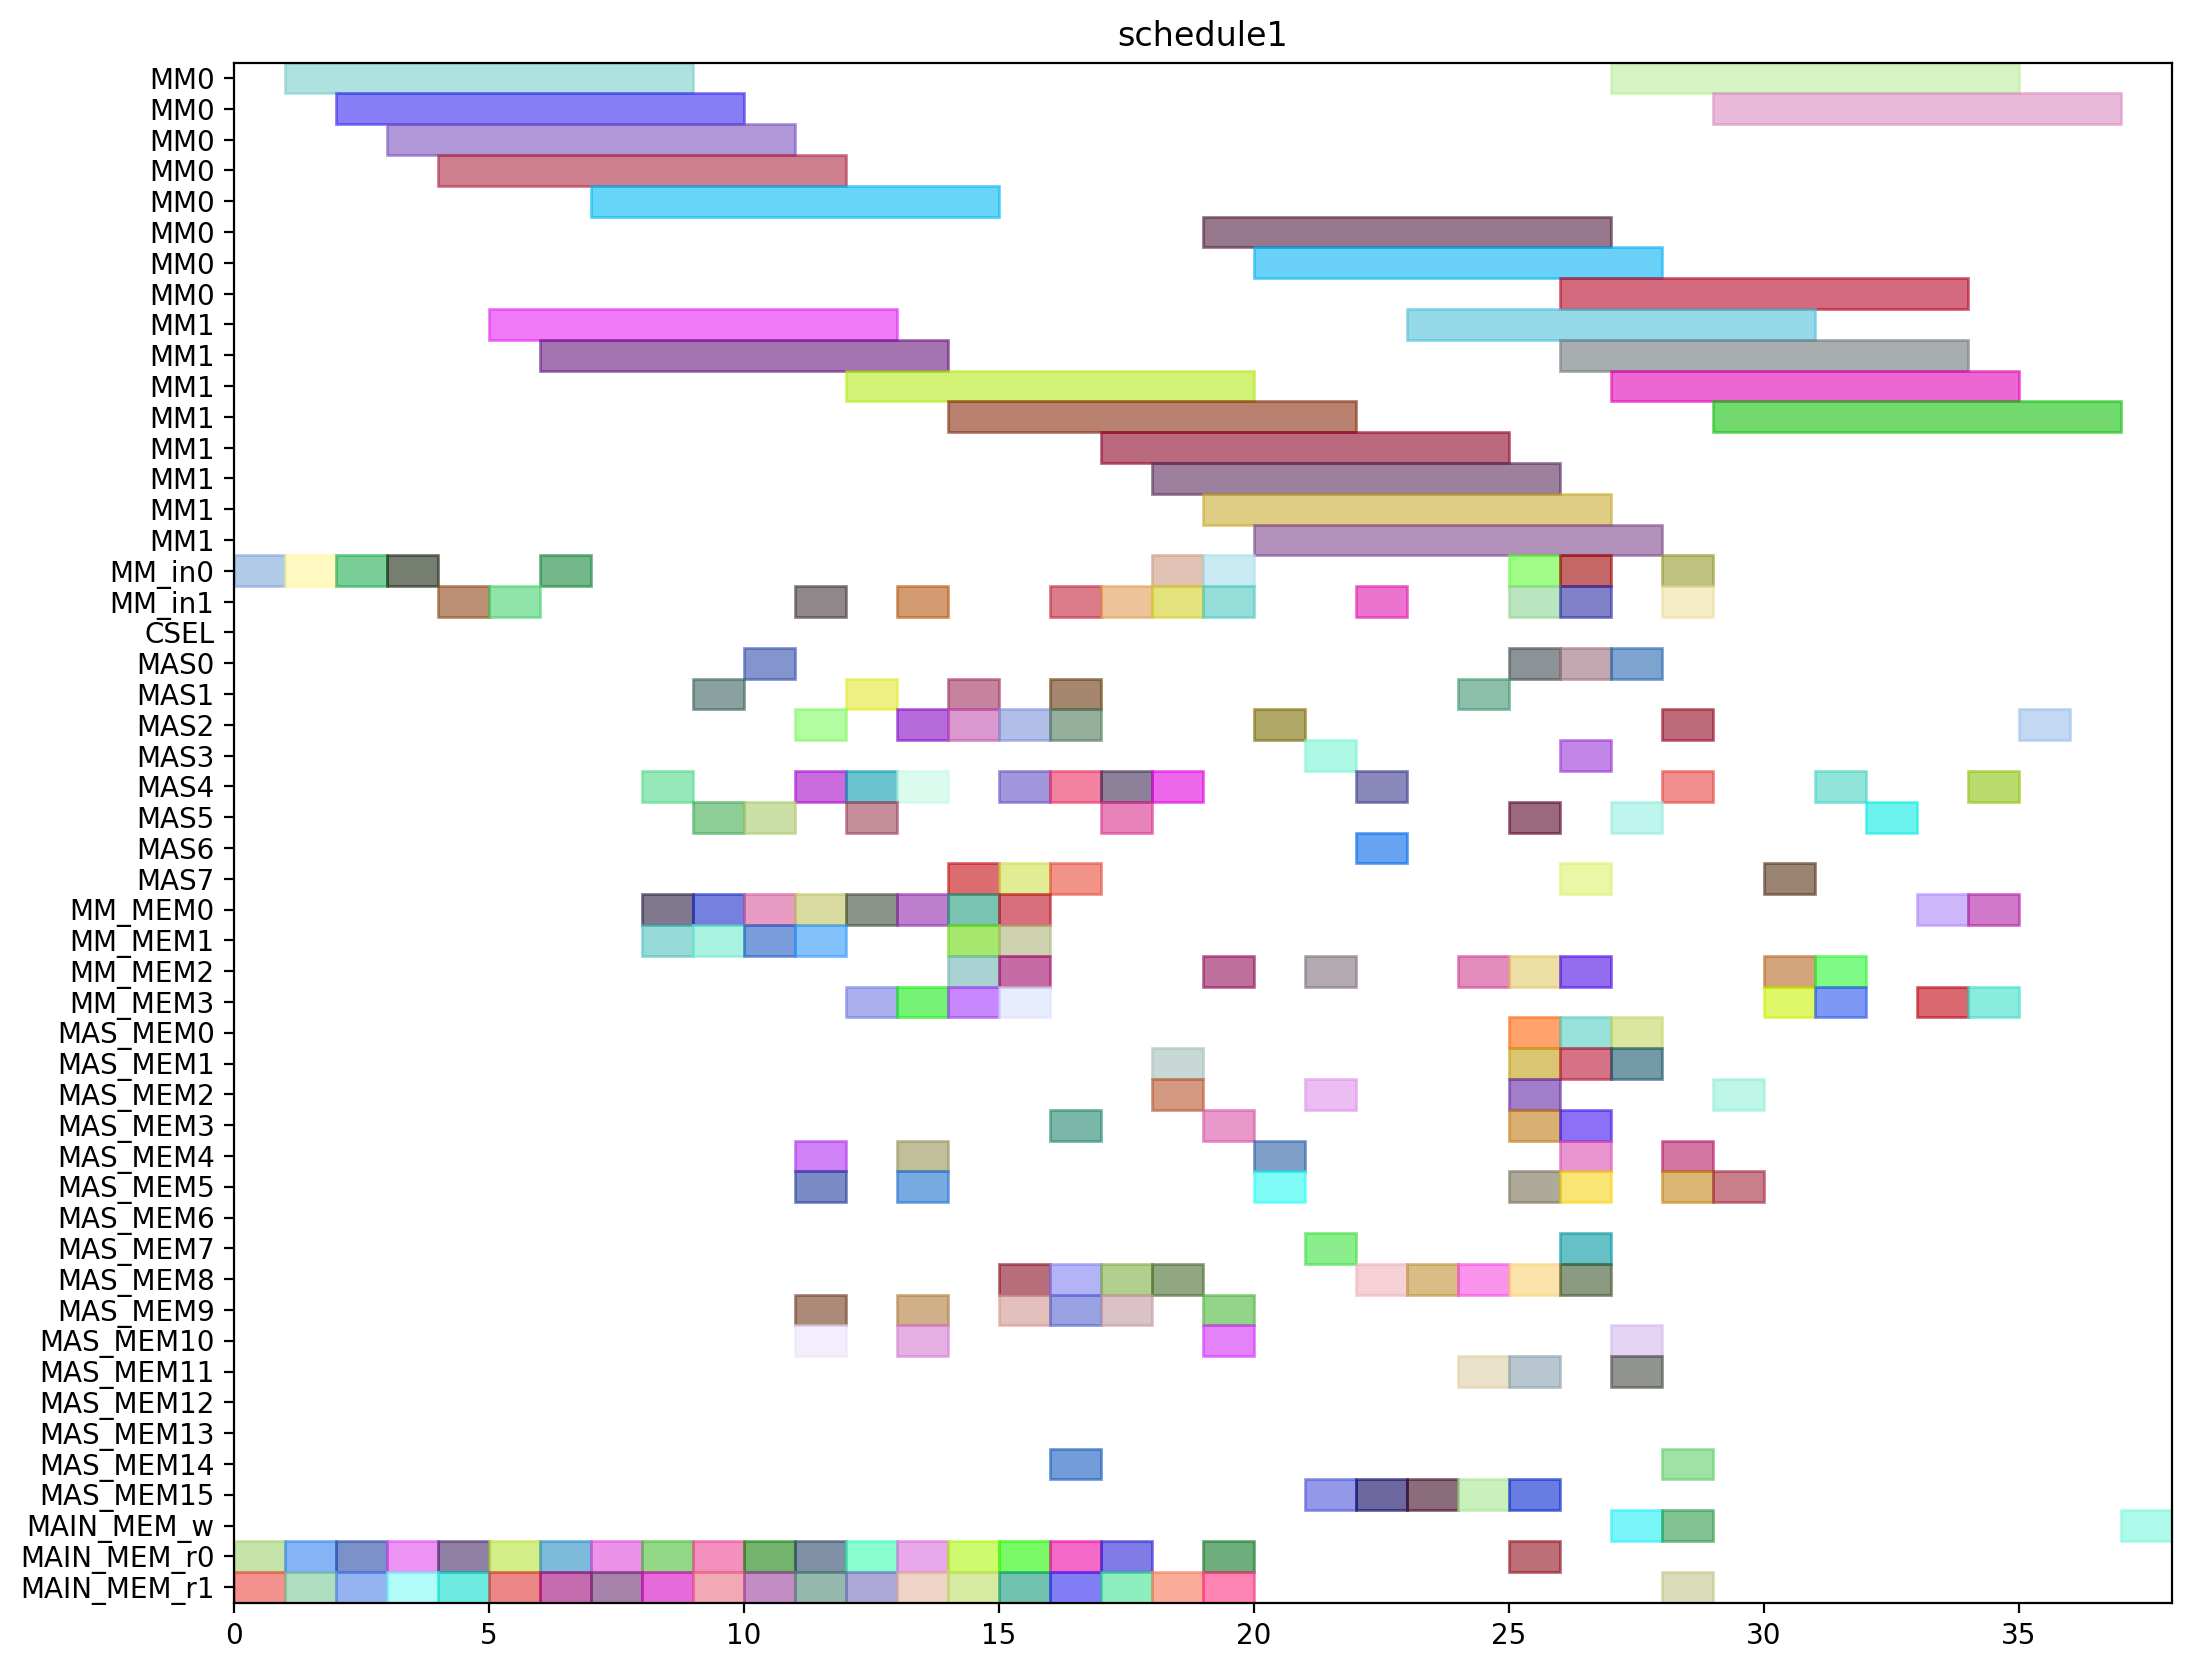 schedule1
MM0
MM0
MM0
MM0
MM0
MM0
MM0
MM0
MM1
MM1
MM1
MM1
MM1
MM1
MM1
MM1
MM_in0
MM_in1
CSEL
MAS0
MAS1
MAS2
MAS3
MAS4
MAS5
MAS6
MAS7
MM_MEM0
MM_MEM1
MM_MEM2
MM_MEM3
MAS_MEM0
MAS_MEM1
MAS_MEM2
MAS_MEM3
MAS_MEM4
MAS_MEM5
MAS_MEM6
MAS_MEM7
MAS_MEM8
MAS_MEM9
MAS_MEM10
MAS_MEM11
MAS_MEM12
MAS_MEM13
MAS_MEM14
MAS_MEM15
MAIN_MEM_w
MAIN_MEM_r0
MAIN_MEM_r1
0 5 10 15 20 25 30 35